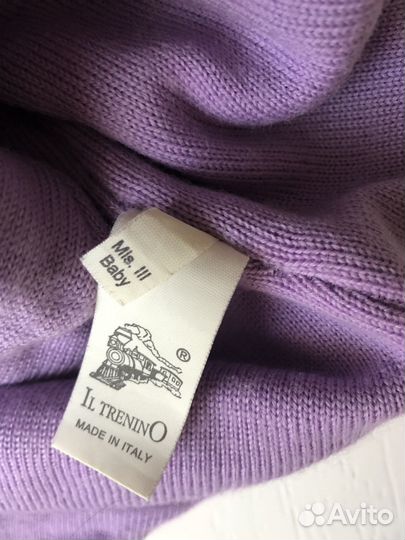 Mis. III
Baby
®
IL TRENINO
MADE IN ITALY
Avito